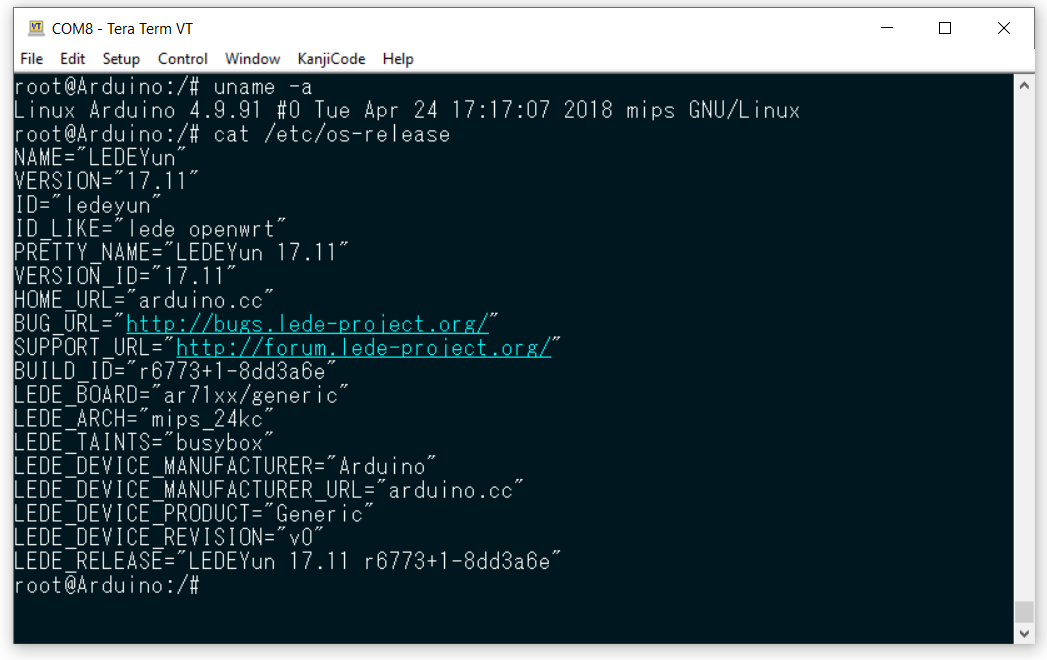 COM8 - Tera Term VT
File Edit Setup Control Window KanjiCode Help
root@Arduino:/# uname -a
Linux Arduino 4.9.91 #0 Tue Apr 24 17:17:07 2018 mips GNU/Linux
root@Arduino:/# cat /etc/os-release
NAME="LEDEYun"
VERSION="17.11"
ID="ledeyun"
ID_LIKE="lede openwrt"
PRETTY_NAME="LEDEYun 17.11"
VERSION_ID="17.11"
HOME_URL="arduino.cc"
BUG_URL="http://bugs.lede-project.org/"
SUPPORT_URL="http://forum.lede-project.org/"
BUILD_ID="r6773+1-8dd3a6e"
LEDE_BOARD="ar71xx/generic"
LEDE_ARCH="mips_24kc"
LEDE_TAINTS="busybox"
LEDE_DEVICE_MANUFACTURER="Arduino"
LEDE_DEVICE_MANUFACTURER_URL="arduino.cc"
LEDE_DEVICE_PRODUCT="Generic"
LEDE_DEVICE_REVISION="v0"
LEDE_RELEASE="LEDEYun 17.11 r6773+1-8dd3a6e"
root@Arduino:/#